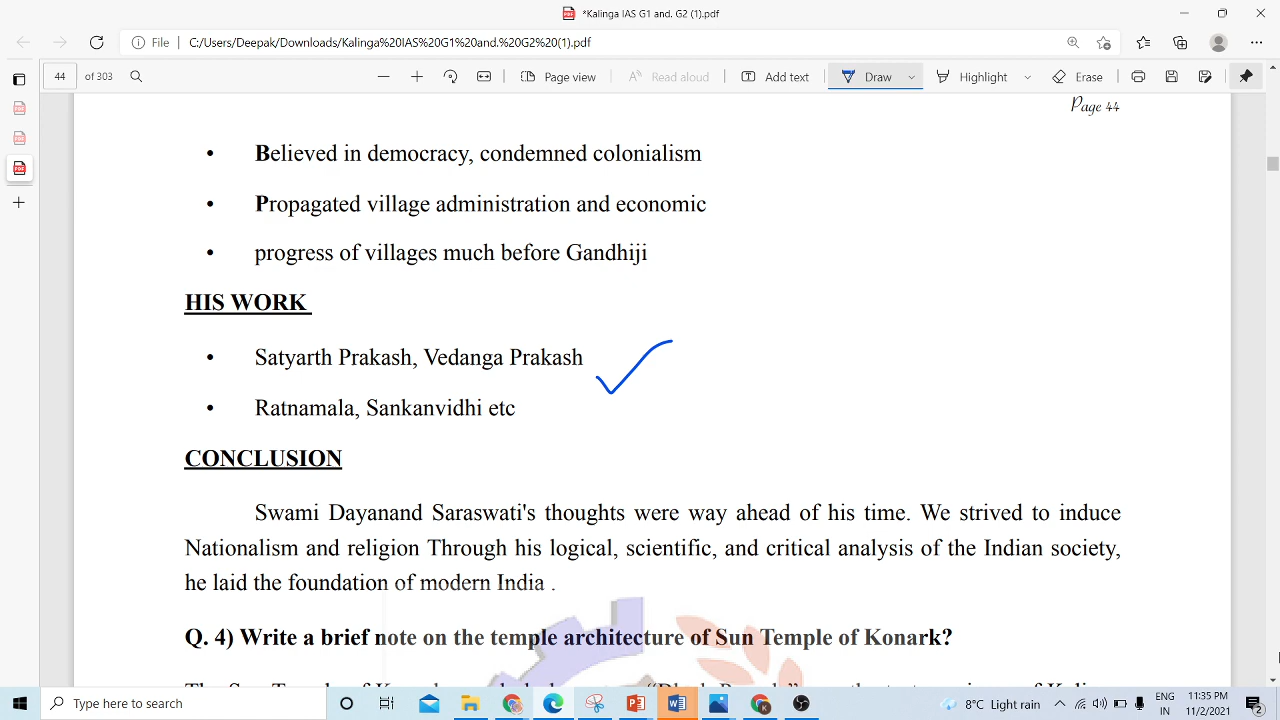 *Kalinga IAS G1 and. G2 (1).pdf
File | C:/Users/Deepak/Downloads/Kalinga%20IAS%20G1%20and.%20G2%20(1).pdf
44 of 303 Page view Read aloud Add text Draw Highlight Erase
Page 44
• Believed in democracy, condemned colonialism
• Propagated village administration and economic
• progress of villages much before Gandhiji
HIS WORK
• Satyarth Prakash, Vedanga Prakash
• Ratnamala, Sankanvidhi etc
CONCLUSION
Swami Dayanand Saraswati's thoughts were way ahead of his time. We strived to induce
Nationalism and religion Through his logical, scientific, and critical analysis of the Indian society,
he laid the foundation of modern India .
Q. 4) Write a brief note on the temple architecture of Sun Temple of Konark?
Type here to search
8°C Light rain
ENG
IN
11:35 PM
11/2/2021
2